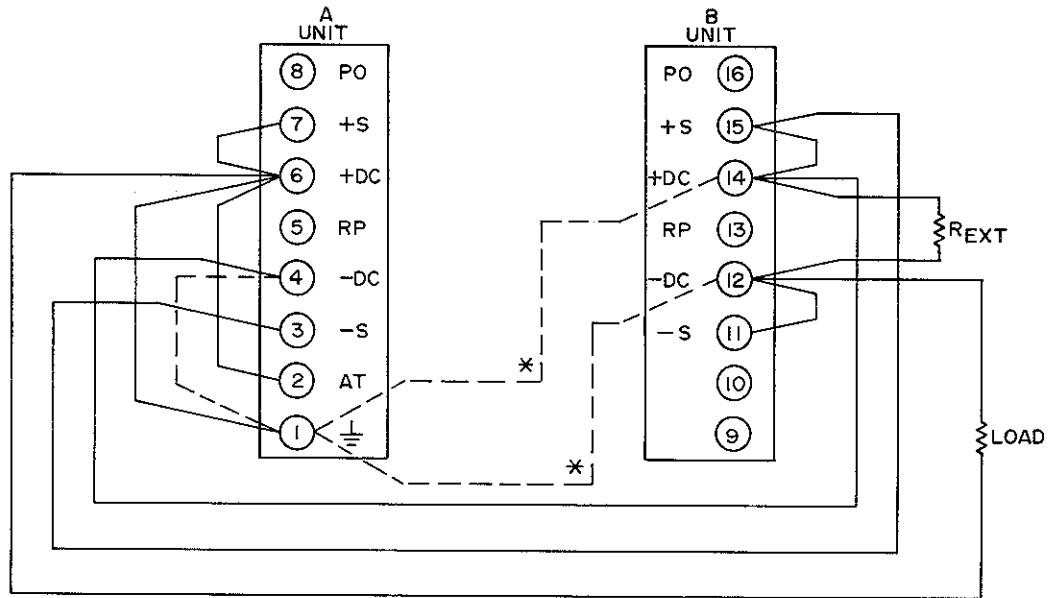 A
UNIT
B
UNIT
8 PO
7 +S
6 +DC
5 RP
4 -DC
3 -S
2 AT
1
PO 16
+S 15
+DC 14
RP 13
-DC 12
-S 11
10
9
REXT
LOAD
*
*